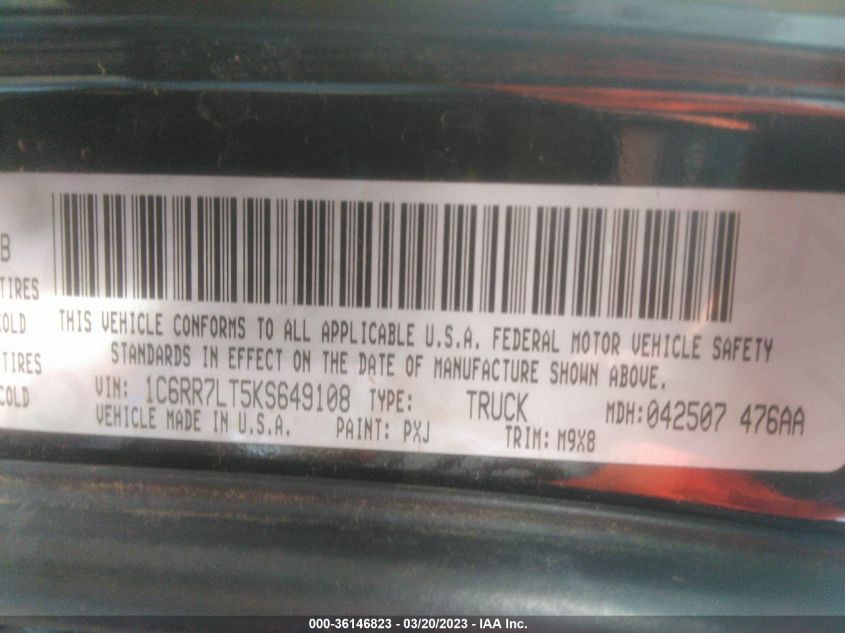 B
TIRES
COLD
TIRES
COLD
THIS VEHICLE CONFORMS TO ALL APPLICABLE U.S.A. FEDERAL MOTOR VEHICLE SAFETY
STANDARDS IN EFFECT ON THE DATE OF MANUFACTURE SHOWN ABOVE.
VIN: 1C6RR7LT5KS649108 TYPE: TRUCK MDH:042507 476AA
VEHICLE MADE IN U.S.A. PAINT: PXJ TRIM: M9X8
000-36146823 - 03/20/2023 - IAA Inc.